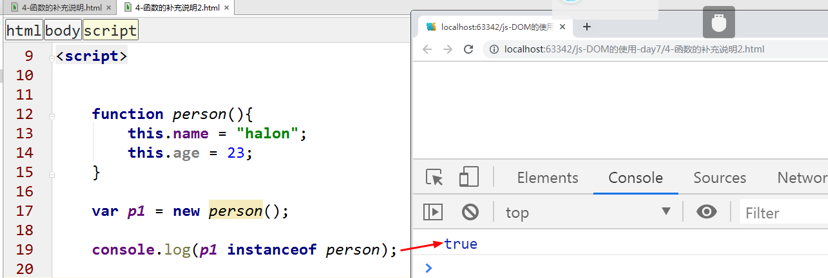 4-函数的补充说明.html × 4-函数的补充说明2.html ×
html body script
9 <script>
10
11
12 function person(){
13 this.name = "halon";
14 this.age = 23;
15 }
16
17 var p1 = new person();
18
19 console.log(p1 instanceof person);
20
localhost:63342/js-DOM的使用 ×
localhost:63342/js-DOM的使用-day7/4-函数的补充说明2.html
Elements Console Sources Networ
top Filter
true